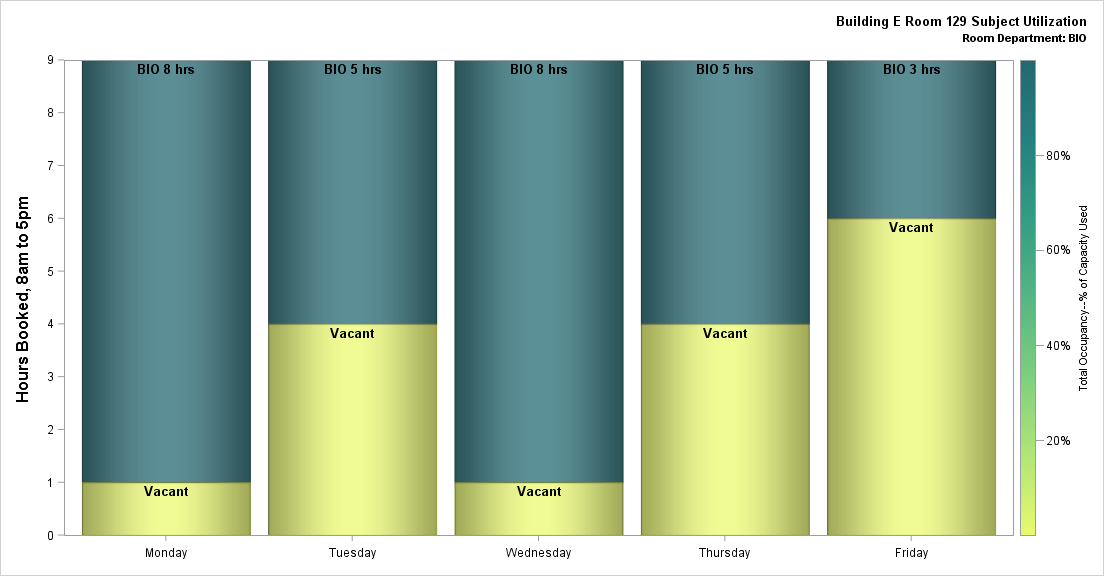 Building E Room 129 Subject Utilization
Room Department: BIO
Hours Booked, 8am to 5pm
9
8
7
6
5
4
3
2
1
0
BIO 8 hrs
BIO 5 hrs
BIO 8 hrs
BIO 5 hrs
BIO 3 hrs
Vacant
Vacant
Vacant
Vacant
Vacant
Monday
Tuesday
Wednesday
Thursday
Friday
80%
60%
40%
20%
Total Occupancy--% of Capacity Used